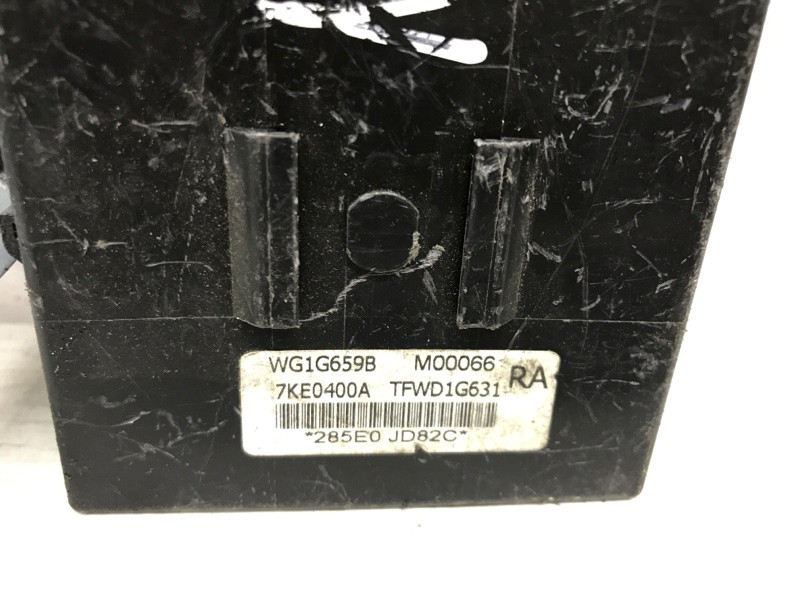 WG1G659B M00066 RA
7KE0400A TFWD1G631
*285E0 JD82C*